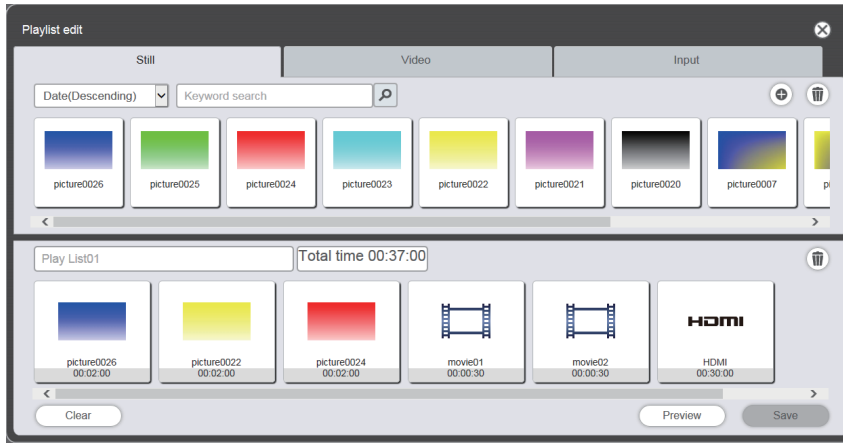 Playlist edit
Still
Video
Input
Date(Descending)
Keyword search
picture0026
picture0025
picture0024
picture0023
picture0022
picture0021
picture0020
picture0007
Play List01
Total time 00:37:00
picture0026
00:02:00
picture0022
00:02:00
picture0024
00:02:00
movie01
00:00:30
movie02
00:00:30
HDMI
HDMI
00:30:00
Clear
Preview
Save